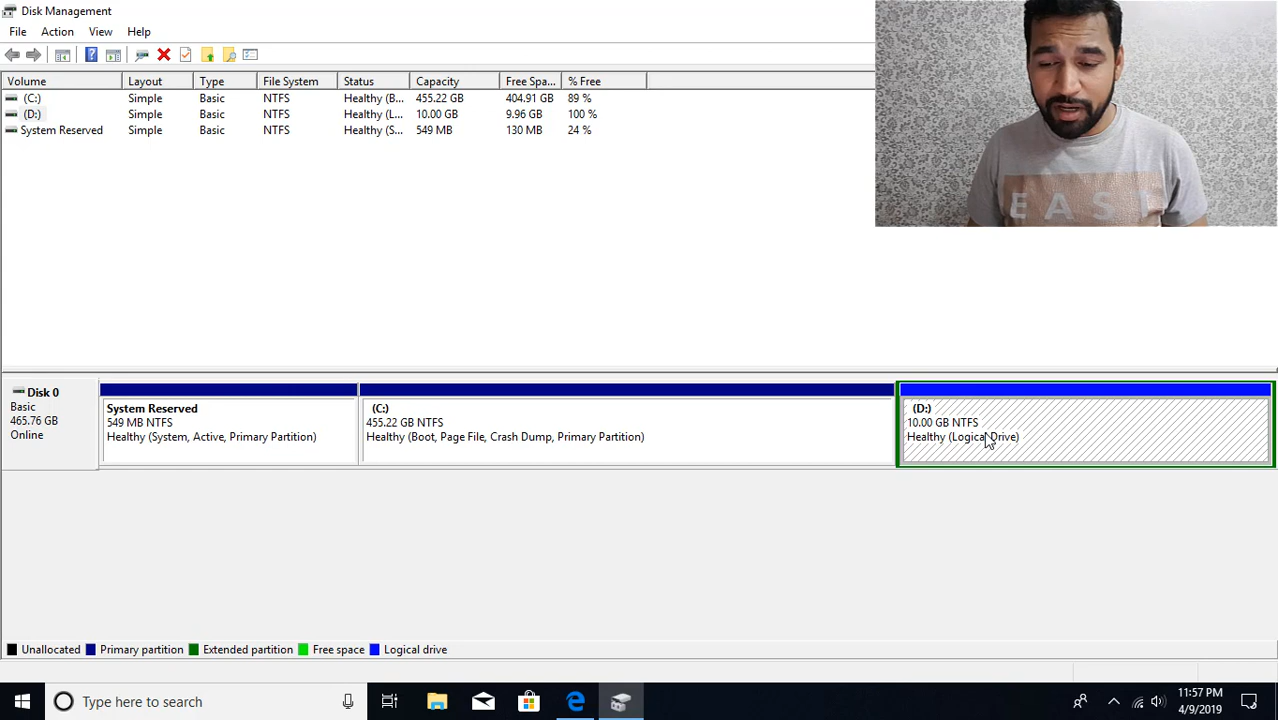 Disk Management
File Action View Help
Volume Layout Type File System Status Capacity Free Spa... % Free
(C:) Simple Basic NTFS Healthy (B... 455.22 GB 404.91 GB 89 %
(D:) Simple Basic NTFS Healthy (L... 10.00 GB 9.96 GB 100 %
System Reserved Simple Basic NTFS Healthy (S... 549 MB 130 MB 24 %
EAST
Disk 0
Basic
465.76 GB
Online
System Reserved
549 MB NTFS
Healthy (System, Active, Primary Partition)
(C:)
455.22 GB NTFS
Healthy (Boot, Page File, Crash Dump, Primary Partition)
(D:)
10.00 GB NTFS
Healthy (Logical Drive)
Unallocated Primary partition Extended partition Free space Logical drive
Type here to search
11:57 PM
4/9/2019